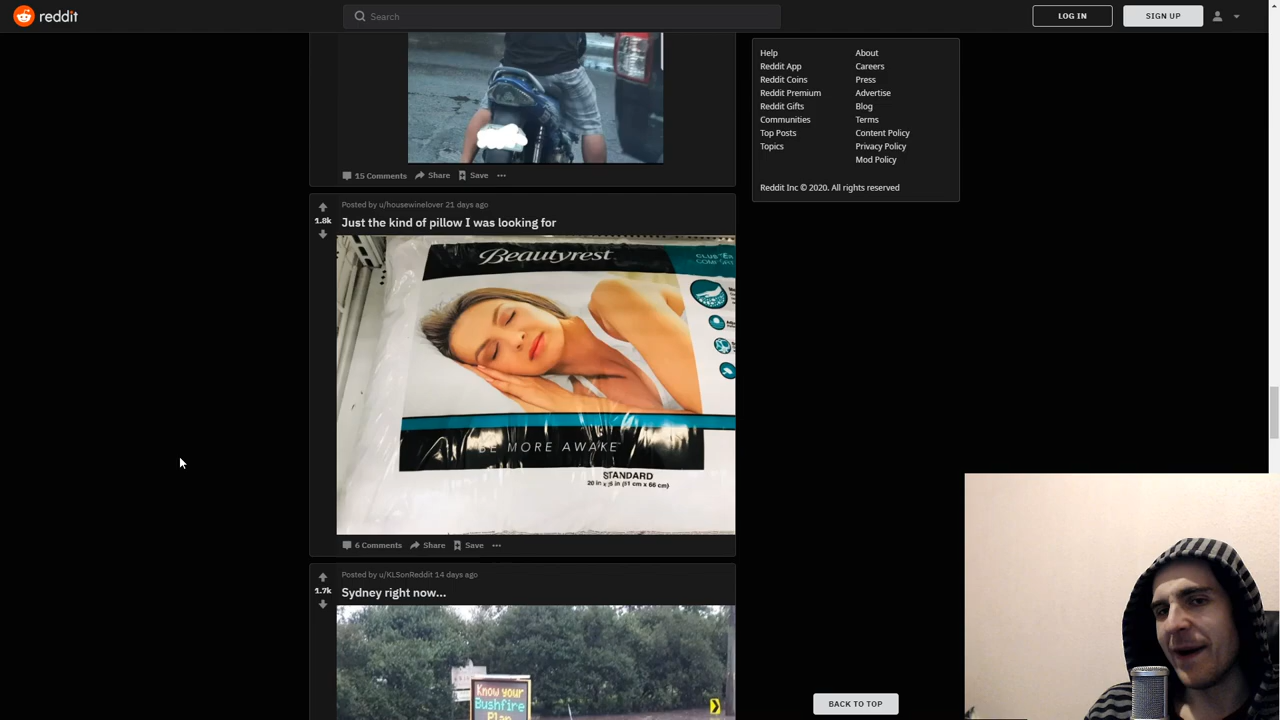 reddit
Search
LOG IN
SIGN UP
Help
About
Reddit App
Careers
Reddit Coins
Press
Reddit Premium
Advertise
Reddit Gifts
Blog
Communities
Terms
Top Posts
Content Policy
Topics
Privacy Policy
Mod Policy
Reddit Inc © 2020. All rights reserved
15 Comments
Share
Save
Posted by u/housewinelover 21 days ago
1.8k
Just the kind of pillow I was looking for
Beautyrest
BE MORE AWAKE
STANDARD
6 Comments
Share
Save
Posted by u/KLSonReddit 14 days ago
1.7k
Sydney right now...
Know your
Bushfire
Plan
BACK TO TOP